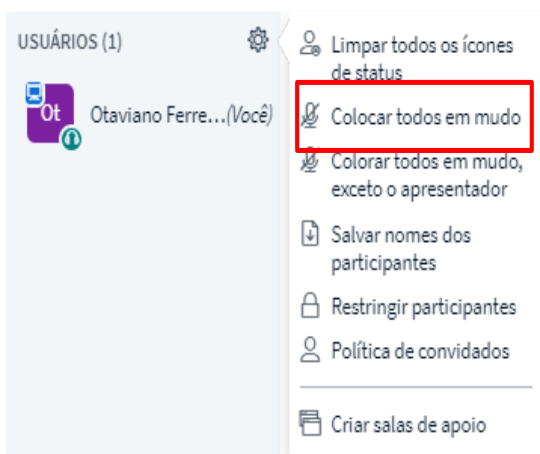 USUÁRIOS (1)
Ot
Otaviano Ferre...(Você)
Limpar todos os ícones
de status
Colocar todos em mudo
Colorar todos em mudo,
exceto o apresentador
Salvar nomes dos
participantes
Restringir participantes
Política de convidados
Criar salas de apoio